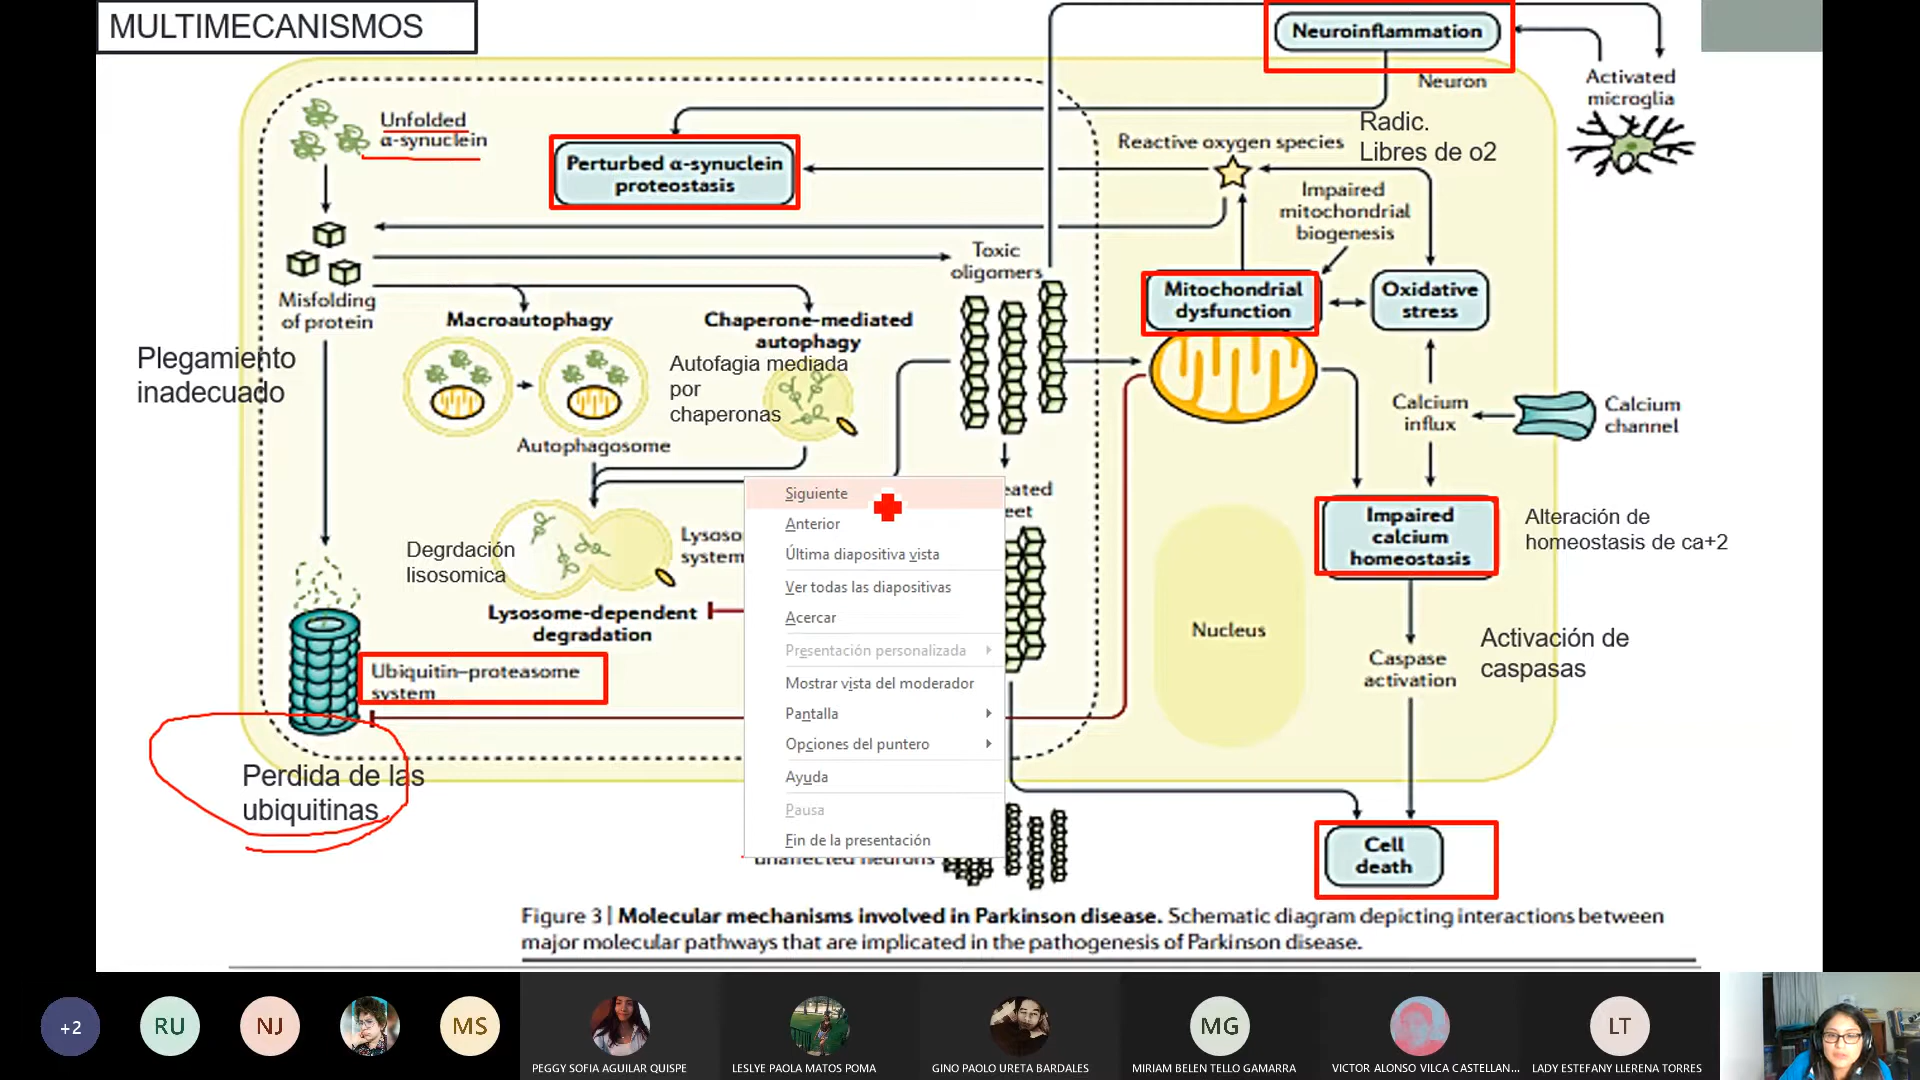 MULTIMECANISMOS
Neuroinflammation
Neuron
Activated
microglia
Unfolded
α-synuclein
Perturbed α-synuclein
proteostasis
Reactive oxygen species
Radic.
Libres de o2
Impaired
mitochondrial
biogenesis
Toxic
oligomers
Misfolding
of protein
Mitochondrial
dysfunction
Oxidative
stress
Macroautophagy
Chaperone-mediated
autophagy
Plegamiento
inadecuado
Autofagia mediada
por
chaperonas
Autophagosome
Calcium
influx
Calcium
channel
eated
eet
Siguiente
Anterior
Última diapositiva vista
Ver todas las diapositivas
Acercar
Presentación personalizada
Mostrar vista del moderador
Pantalla
Opciones del puntero
Ayuda
Pausa
Fin de la presentación
Lysoso
system
Degrdación
lisosomica
Lysosome-dependent
degradation
Impaired
calcium
homeostasis
Alteración de
homeostasis de ca+2
Nucleus
Caspase
activation
Activación de
caspasas
Ubiquitin–proteasome
system
Perdida de las
ubiquitinas
unaffected neurons
Cell
death
Figure 3 | Molecular mechanisms involved in Parkinson disease. Schematic diagram depicting interactions between
major molecular pathways that are implicated in the pathogenesis of Parkinson disease.
+2
RU
NJ
MS
MG
LT
PEGGY SOFIA AGUILAR QUISPE
LESLYE PAOLA MATOS POMA
GINO PAOLO URETA BARDALES
MIRIAM BELEN TELLO GAMARRA
VICTOR ALONSO VILCA CASTELLAN...
LADY ESTEFANY LLERENA TORRES